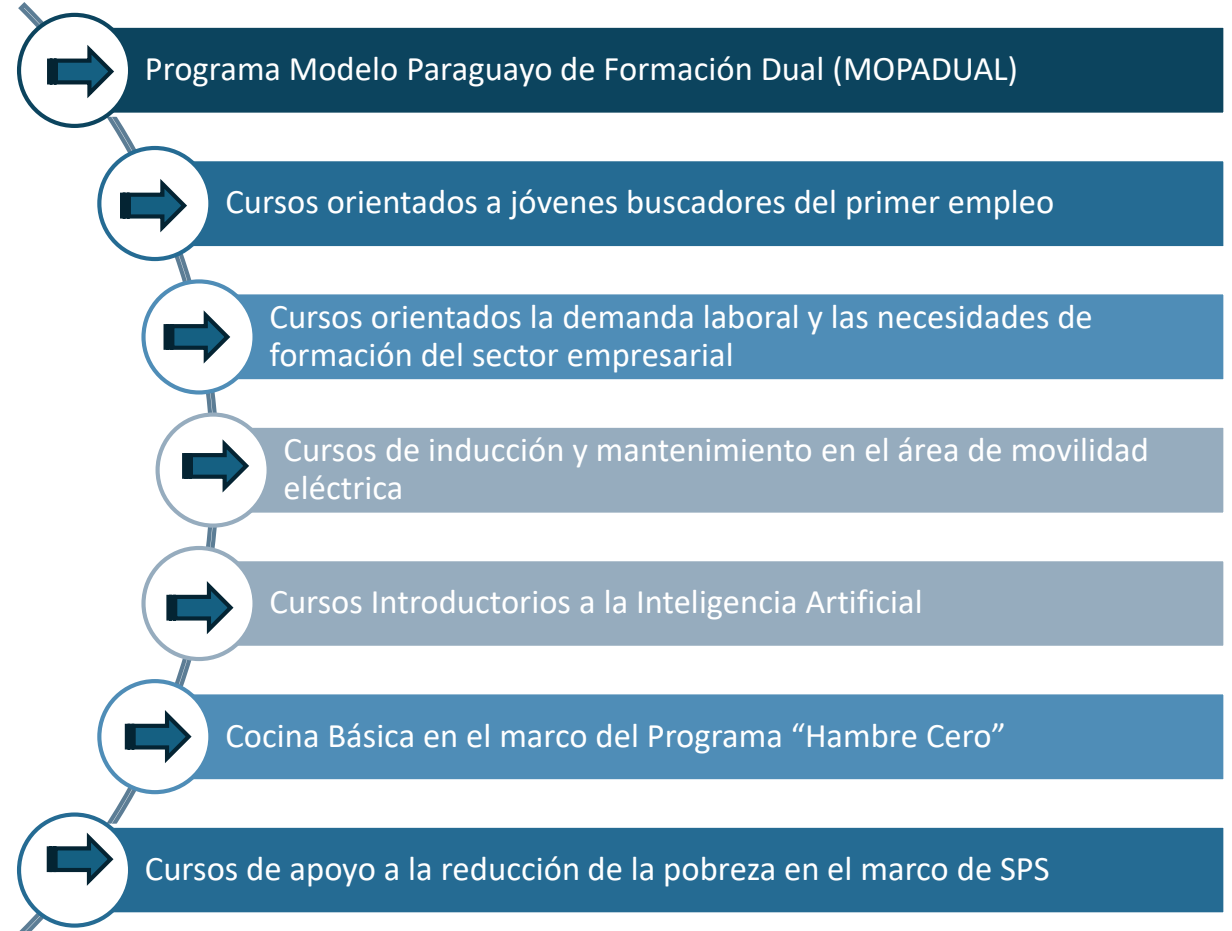 Programa Modelo Paraguayo de Formación Dual (MOPADUAL)
Cursos orientados a jóvenes buscadores del primer empleo
Cursos orientados la demanda laboral y las necesidades de
formación del sector empresarial
Cursos de inducción y mantenimiento en el área de movilidad
eléctrica
Cursos Introductorios a la Inteligencia Artificial
Cocina Básica en el marco del Programa “Hambre Cero”
Cursos de apoyo a la reducción de la pobreza en el marco de SPS